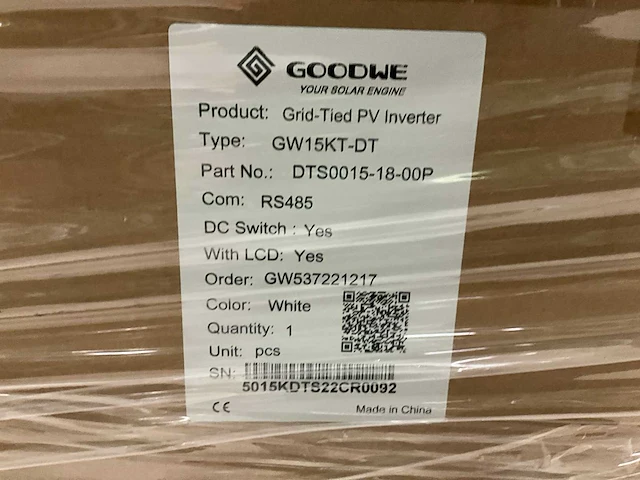 GOODWE
YOUR SOLAR ENGINE
Product: Grid-Tied PV Inverter
Type: GW15KT-DT
Part No.: DTS0015-18-00P
Com: RS485
DC Switch : Yes
With LCD: Yes
Order: GW537221217
Color: White
Quantity: 1
Unit: pcs
SN:
5015KDTS22CR0092
CE Made in China